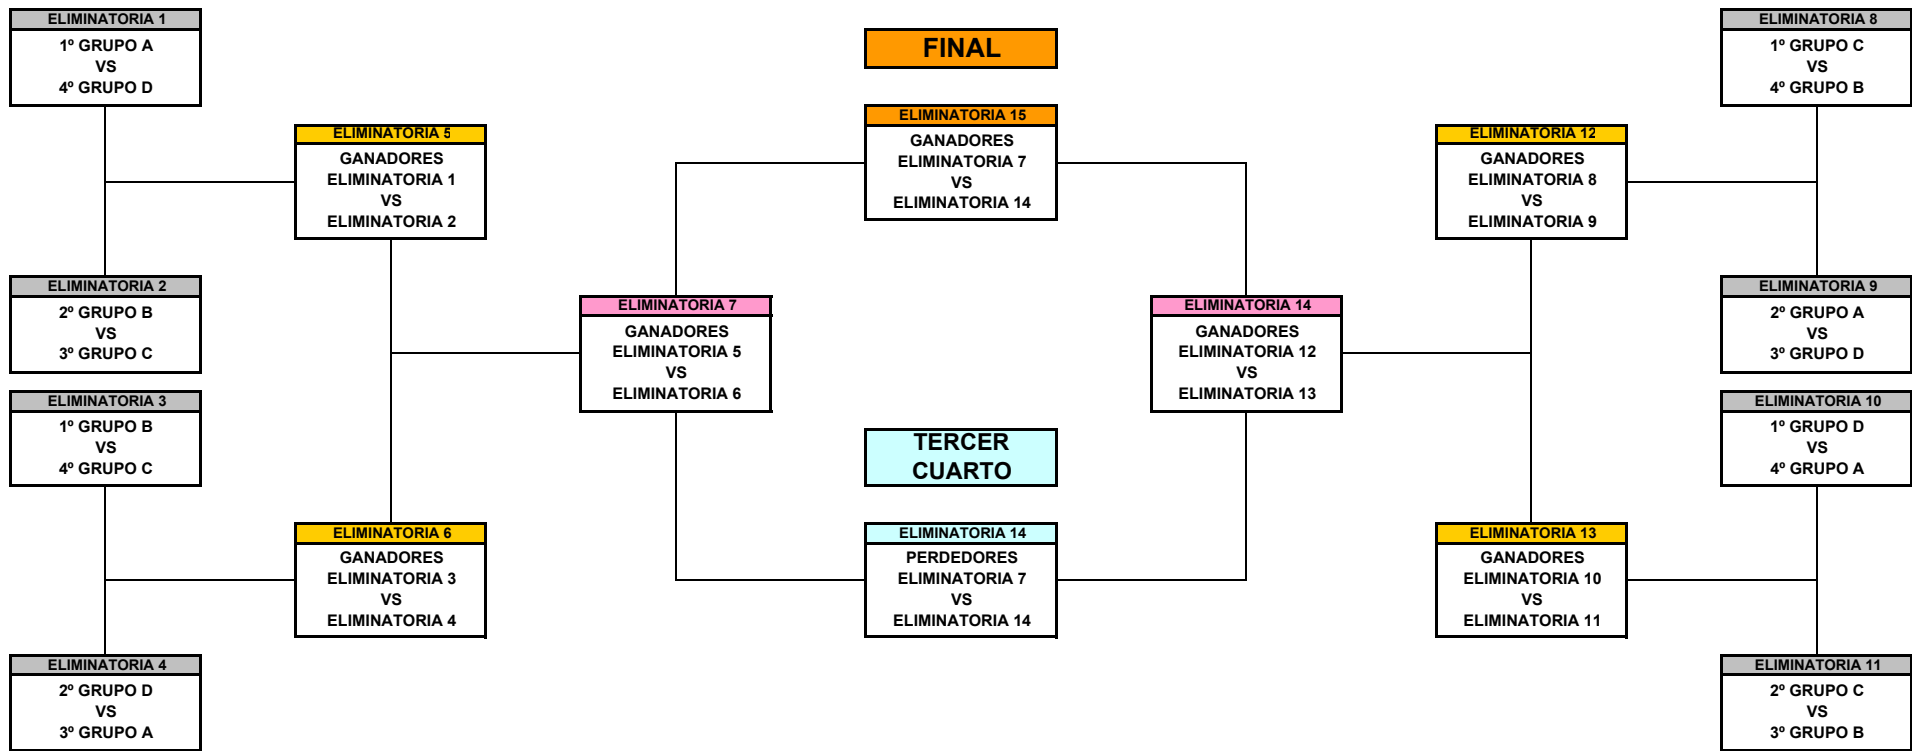 ELIMINATORIA 1
1º GRUPO A
VS
4º GRUPO D
ELIMINATORIA 2
2º GRUPO B
VS
3º GRUPO C
ELIMINATORIA 3
1º GRUPO B
VS
4º GRUPO C
ELIMINATORIA 4
2º GRUPO D
VS
3º GRUPO A
ELIMINATORIA 5
GANADORES
ELIMINATORIA 1
VS
ELIMINATORIA 2
ELIMINATORIA 6
GANADORES
ELIMINATORIA 3
VS
ELIMINATORIA 4
ELIMINATORIA 7
GANADORES
ELIMINATORIA 5
VS
ELIMINATORIA 6
FINAL
ELIMINATORIA 15
GANADORES
ELIMINATORIA 7
VS
ELIMINATORIA 14
TERCER
CUARTO
ELIMINATORIA 14
PERDEDORES
ELIMINATORIA 7
VS
ELIMINATORIA 14
ELIMINATORIA 14
GANADORES
ELIMINATORIA 12
VS
ELIMINATORIA 13
ELIMINATORIA 12
GANADORES
ELIMINATORIA 8
VS
ELIMINATORIA 9
ELIMINATORIA 13
GANADORES
ELIMINATORIA 10
VS
ELIMINATORIA 11
ELIMINATORIA 8
1º GRUPO C
VS
4º GRUPO B
ELIMINATORIA 9
2º GRUPO A
VS
3º GRUPO D
ELIMINATORIA 10
1º GRUPO D
VS
4º GRUPO A
ELIMINATORIA 11
2º GRUPO C
VS
3º GRUPO B